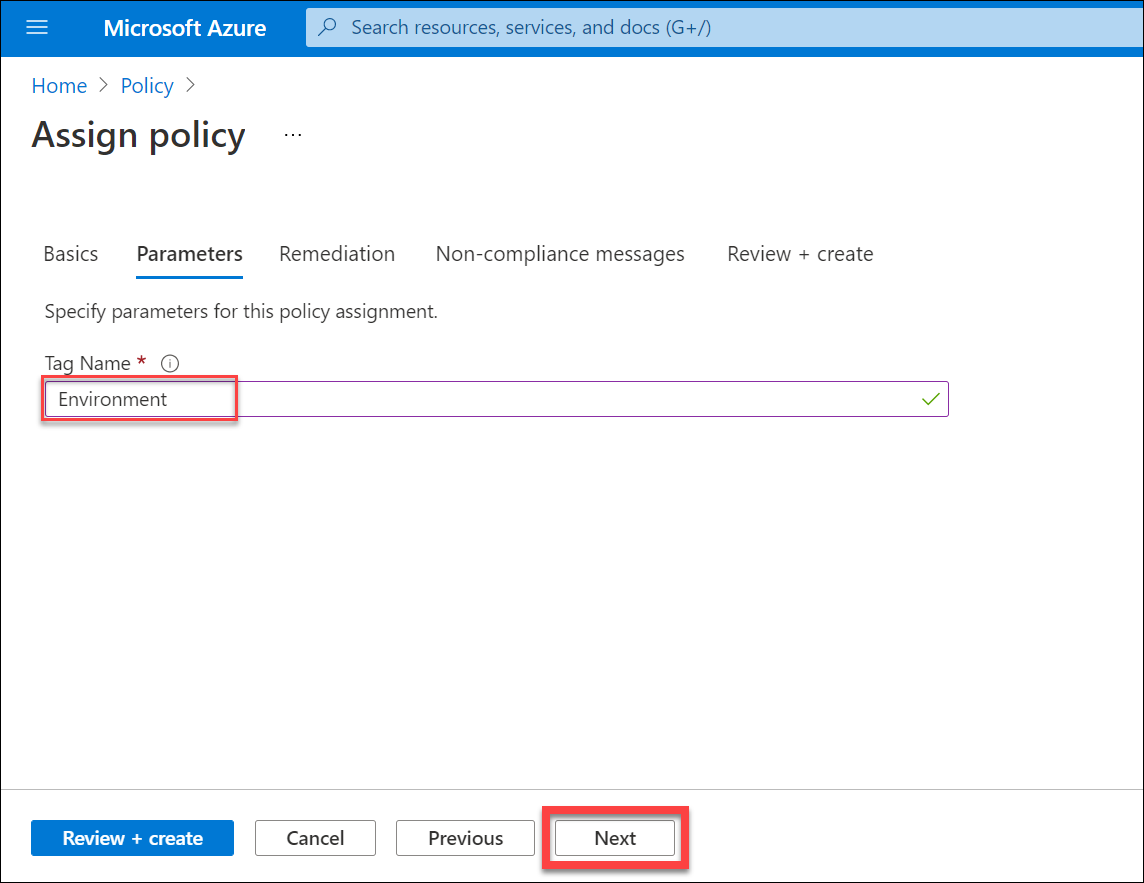 Microsoft Azure Search resources, services, and docs (G+/)
Home > Policy >
Assign policy ...
Basics Parameters Remediation Non-compliance messages Review + create
Specify parameters for this policy assignment.
Tag Name *
Environment
Review + create Cancel Previous Next